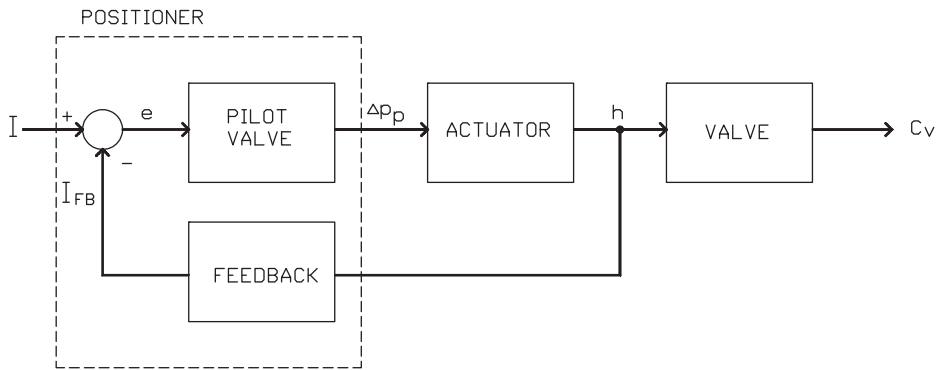 POSITIONER
I
+
e
PILOT
VALVE
Δpp
ACTUATOR
h
VALVE
Cv
−
IFB
FEEDBACK